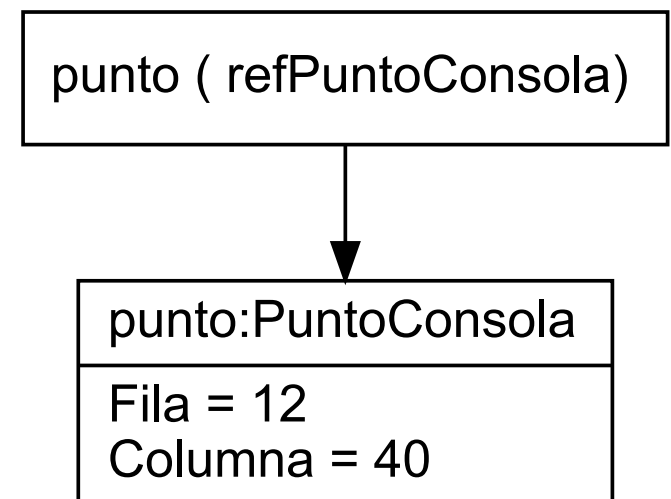 punto ( refPuntoConsola)
punto:PuntoConsola
Fila = 12
Columna = 40